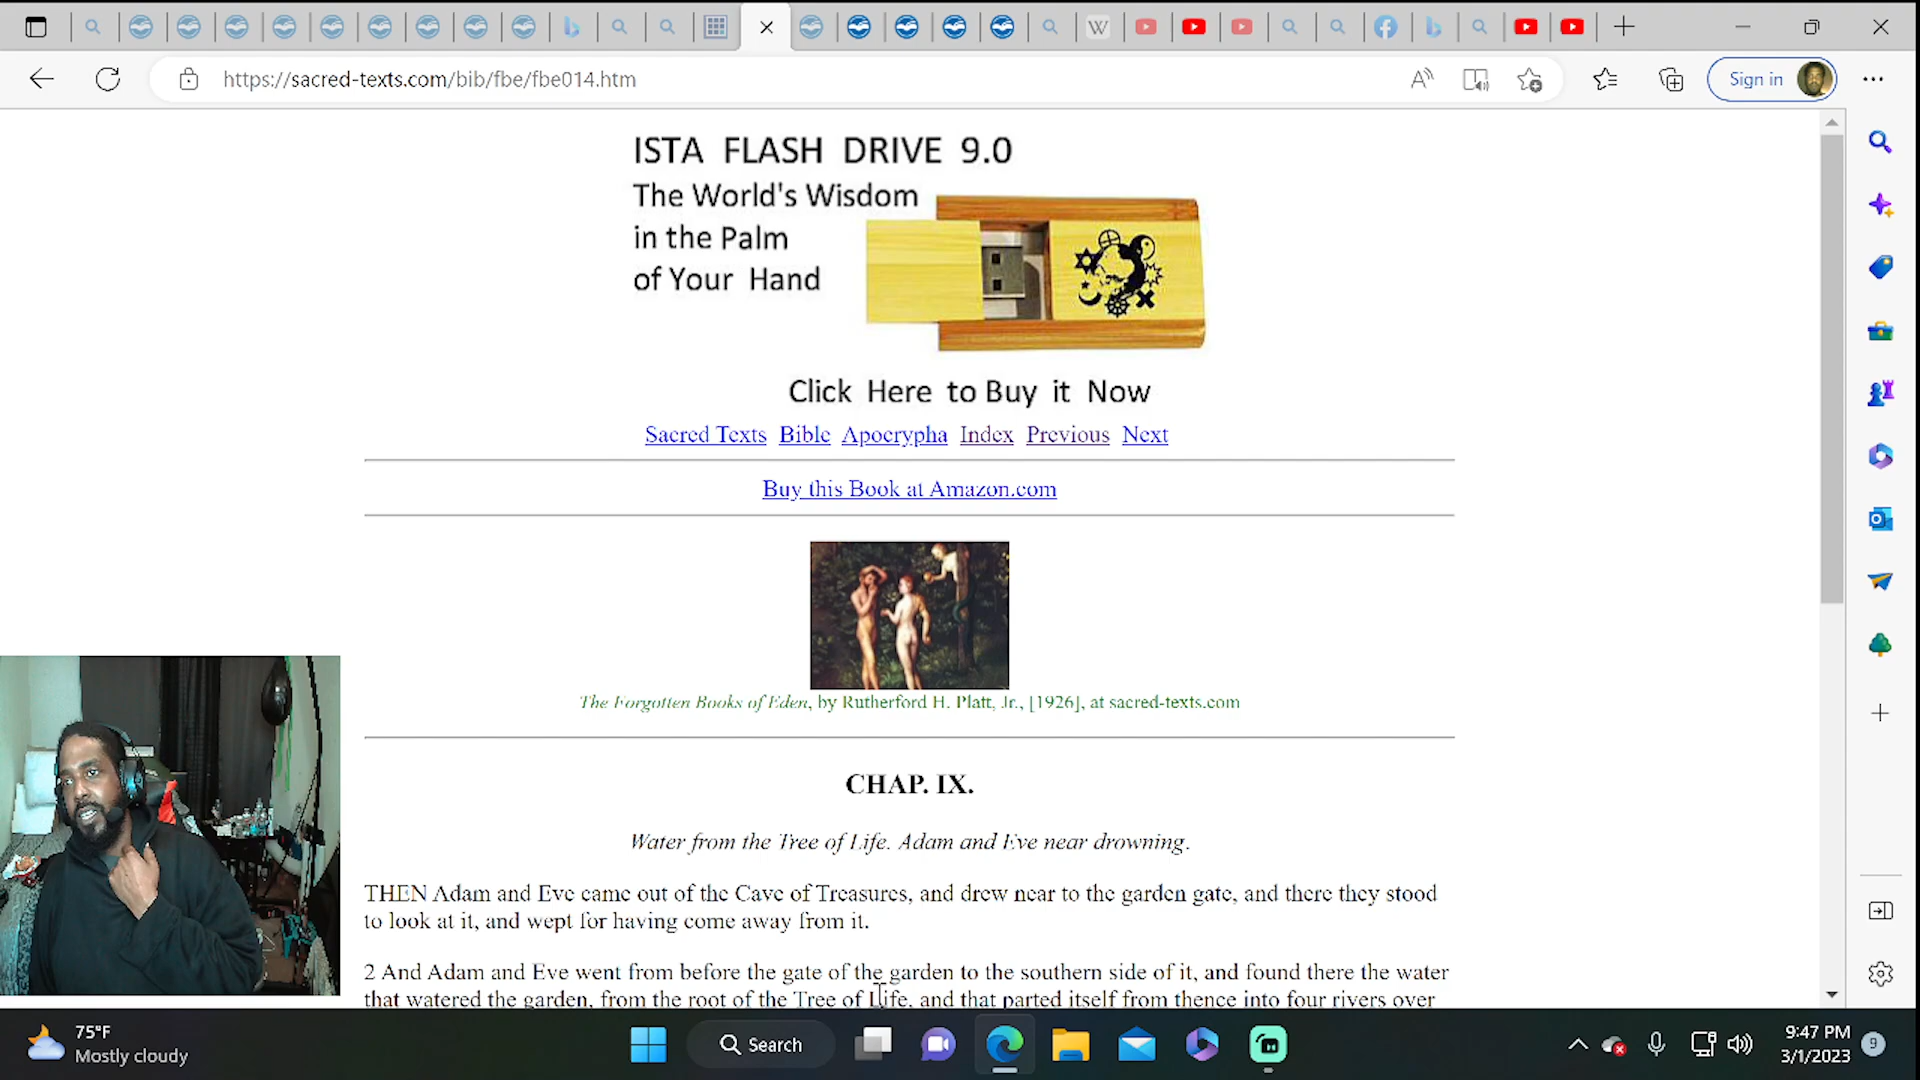 https://sacred-texts.com/bib/fbe/fbe014.htm
Sign in
ISTA FLASH DRIVE 9.0
The World's Wisdom
in the Palm
of Your Hand
Click Here to Buy it Now
Sacred Texts Bible Apocrypha Index Previous Next
Buy this Book at Amazon.com
The Forgotten Books of Eden, by Rutherford H. Platt, Jr., [1926], at sacred-texts.com
CHAP. IX.
Water from the Tree of Life. Adam and Eve near drowning.
THEN Adam and Eve came out of the Cave of Treasures, and drew near to the garden gate, and there they stood
to look at it, and wept for having come away from it.
2 And Adam and Eve went from before the gate of the garden to the southern side of it, and found there the water
that watered the garden, from the root of the Tree of Life, and that parted itself from thence into four rivers over
75°F
Mostly cloudy
Search
9:47 PM
3/1/2023
9